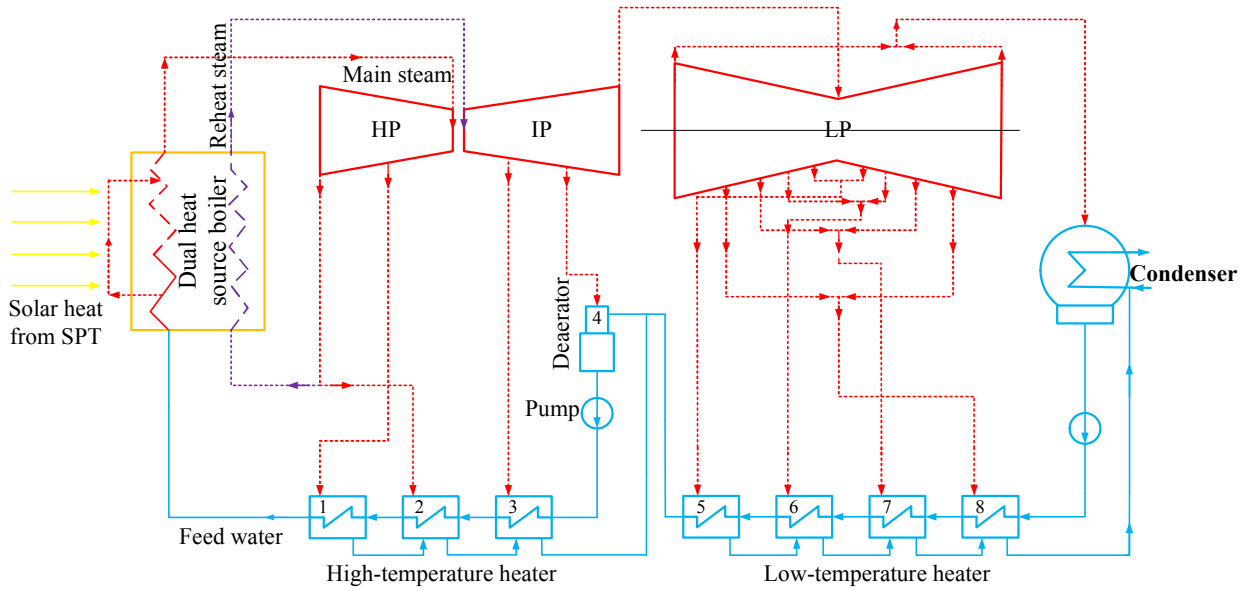 Reheat steam
Main steam
HP
IP
LP
Dual heat
source boiler
Solar heat
from SPT
Condenser
Deaerator
4
Pump
1
2
3
5
6
7
8
Feed water
High-temperature heater
Low-temperature heater